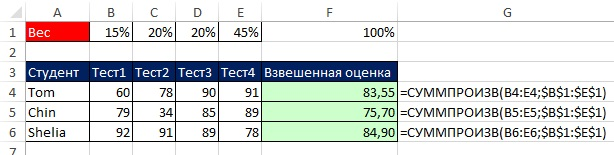 A B C D E F G
1 Вес 15% 20% 20% 45% 100%
2
3 Студент Тест1 Тест2 Тест3 Тест4 Взвешенная оценка
4 Tom 60 78 90 91 83,55 =СУММПРОИЗВ(B4:E4;$B$1:$E$1)
5 Chin 79 34 85 89 75,70 =СУММПРОИЗВ(B5:E5;$B$1:$E$1)
6 Shelia 92 91 89 78 84,90 =СУММПРОИЗВ(B6:E6;$B$1:$E$1)